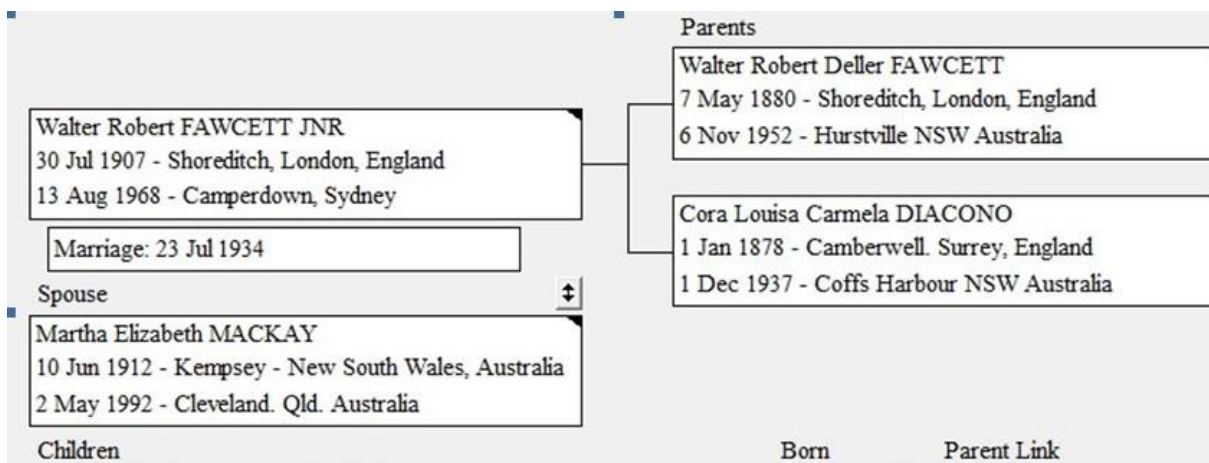 Parents
Walter Robert Deller FAWCETT
7 May 1880 - Shoreditch, London, England
6 Nov 1952 - Hurstville NSW Australia
Walter Robert FAWCETT JNR
30 Jul 1907 - Shoreditch, London, England
13 Aug 1968 - Camperdown, Sydney
Cora Louisa Carmela DIACONO
1 Jan 1878 - Camberwell. Surrey, England
1 Dec 1937 - Coffs Harbour NSW Australia
Marriage: 23 Jul 1934
Spouse
Martha Elizabeth MACKAY
10 Jun 1912 - Kempsey - New South Wales, Australia
2 May 1992 - Cleveland. Qld. Australia
Children Born Parent Link